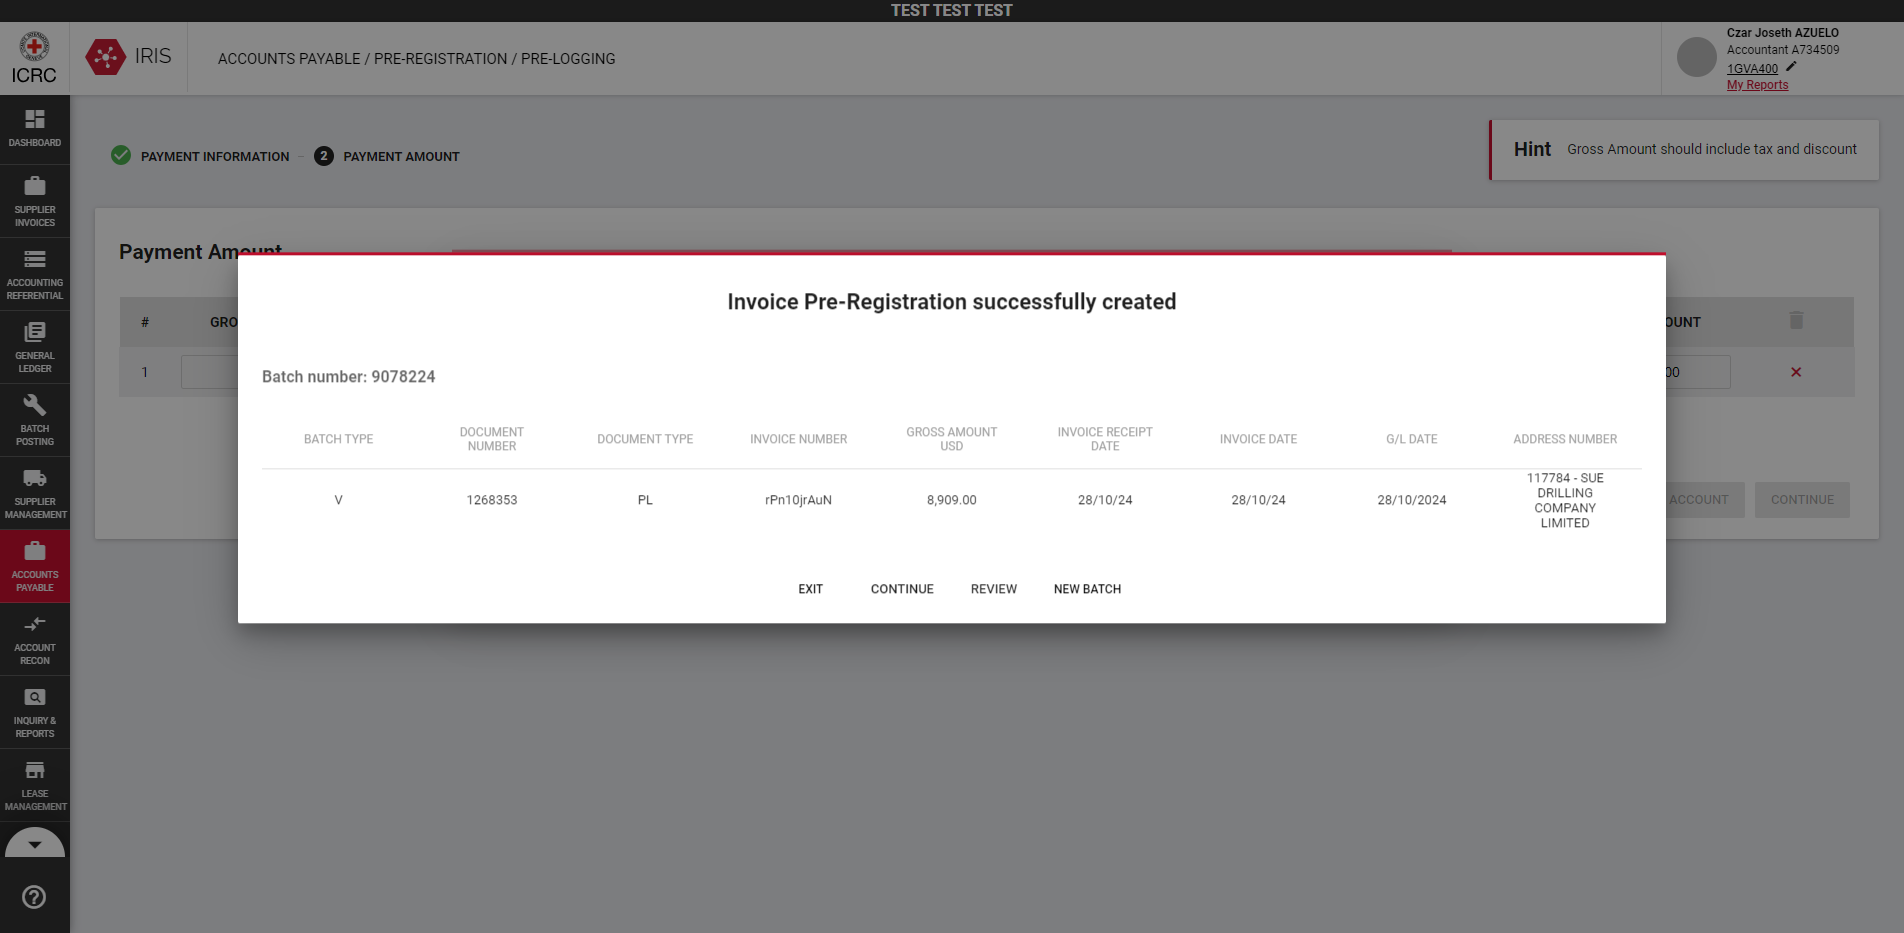 TEST TEST TEST
ICRC
IRIS
ACCOUNTS PAYABLE / PRE-REGISTRATION / PRE-LOGGING
Czar Joseth AZUELO
Accountant A734509
1GVA400
My Reports
DASHBOARD
SUPPLIER
INVOICES
ACCOUNTING
REFERENTIAL
GENERAL
LEDGER
BATCH
POSTING
SUPPLIER
MANAGEMENT
ACCOUNTS
PAYABLE
ACCOUNT
RECON
INQUIRY &
REPORTS
LEASE
MANAGEMENT
PAYMENT INFORMATION – 2 PAYMENT AMOUNT
Hint Gross Amount should include tax and discount
Payment Amount
# GRO OUNT
1 00
ACCOUNT CONTINUE
Invoice Pre-Registration successfully created
Batch number: 9078224
BATCH TYPE
DOCUMENT
NUMBER
DOCUMENT TYPE
INVOICE NUMBER
GROSS AMOUNT
USD
INVOICE RECEIPT
DATE
INVOICE DATE
G/L DATE
ADDRESS NUMBER
V
1268353
PL
rPn10jrAuN
8,909.00
28/10/24
28/10/24
28/10/2024
117784 - SUE
DRILLING
COMPANY
LIMITED
EXIT CONTINUE REVIEW NEW BATCH